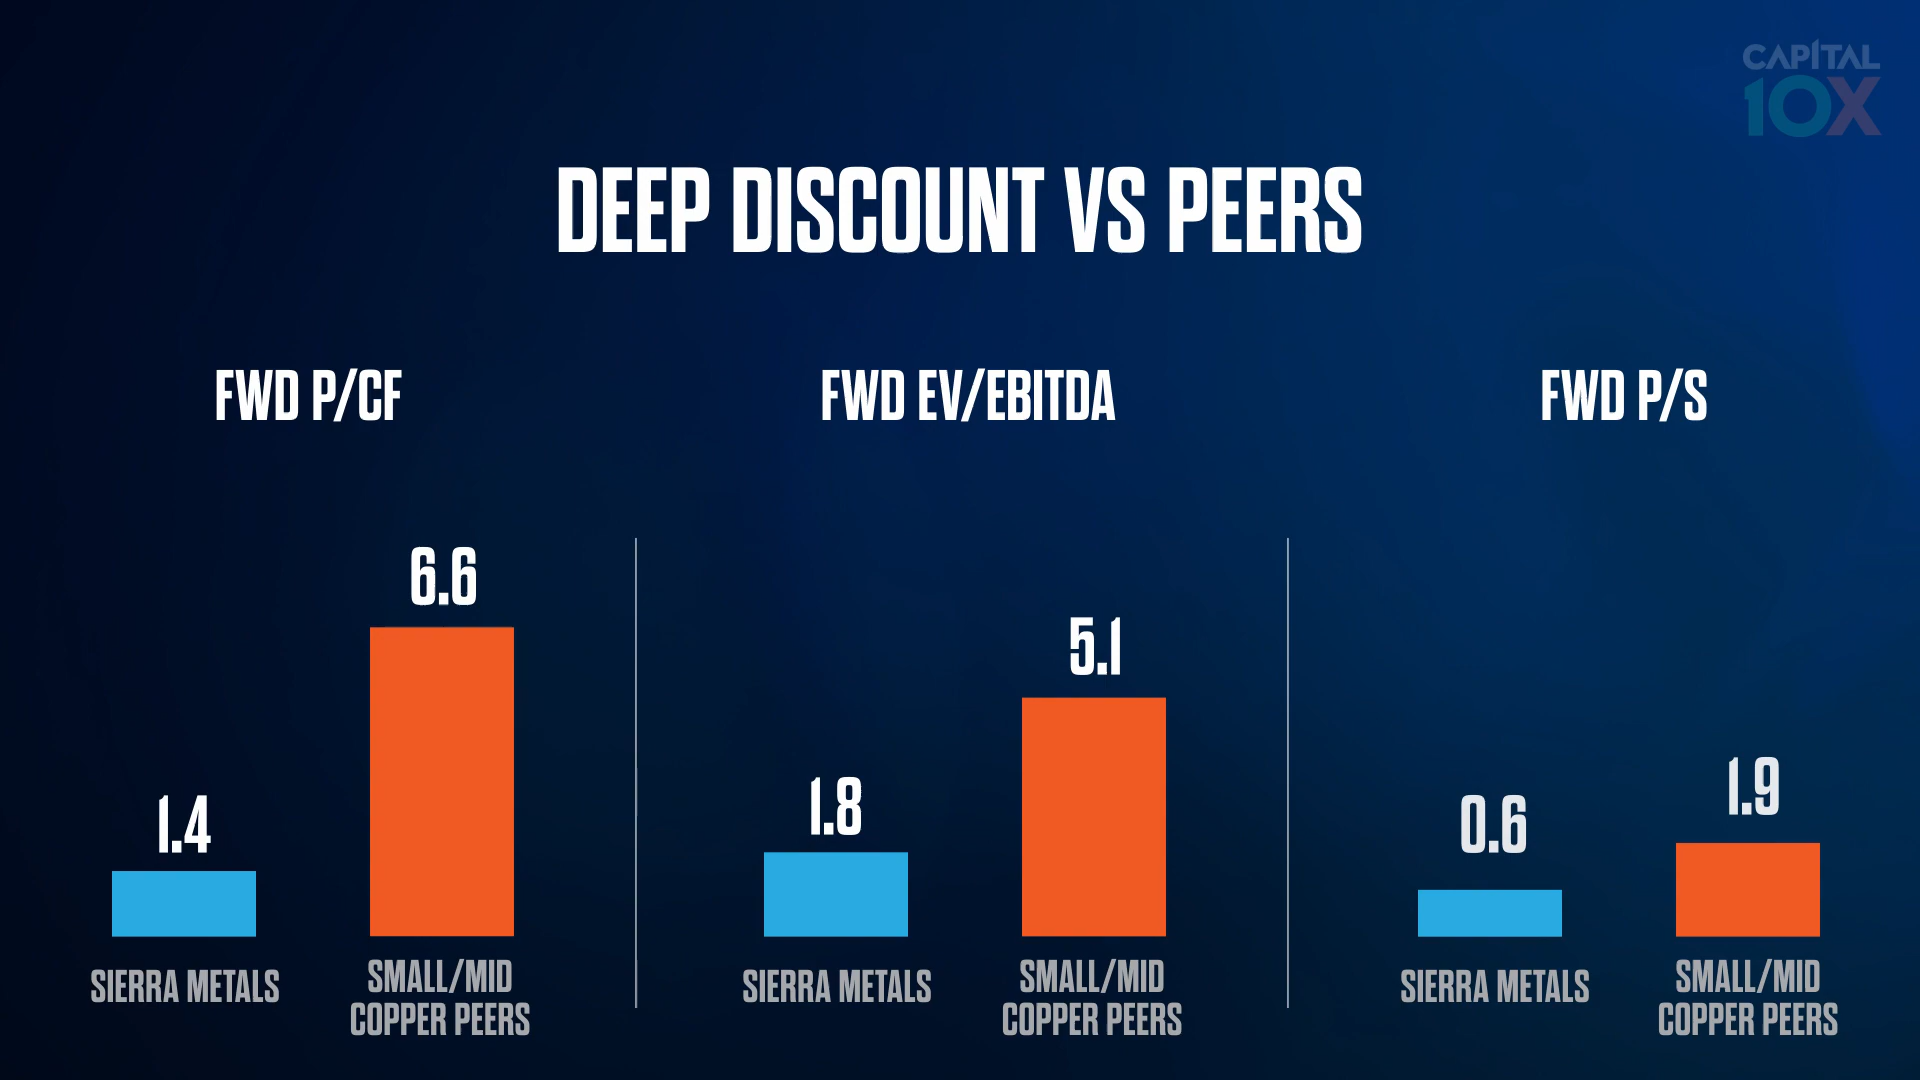 CAPITAL
10X
DEEP DISCOUNT VS PEERS
FWD P/CF
6.6
1.4
SIERRA METALS
SMALL/MID
COPPER PEERS
FWD EV/EBITDA
5.1
1.8
SIERRA METALS
SMALL/MID
COPPER PEERS
FWD P/S
1.9
0.6
SIERRA METALS
SMALL/MID
COPPER PEERS